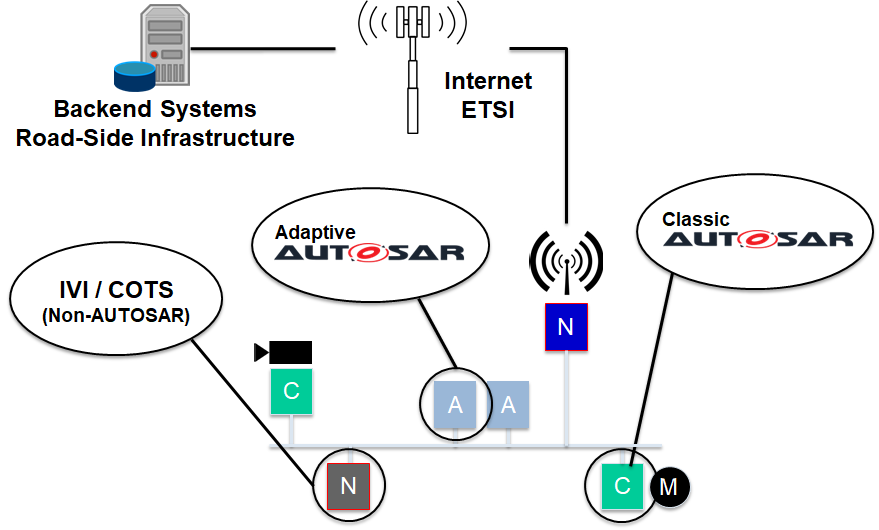 Backend Systems
Road-Side Infrastructure
Internet
ETSI
Adaptive
AUTOSAR
Classic
AUTOSAR
IVI / COTS
(Non-AUTOSAR)
N
C
A
A
N
C
M